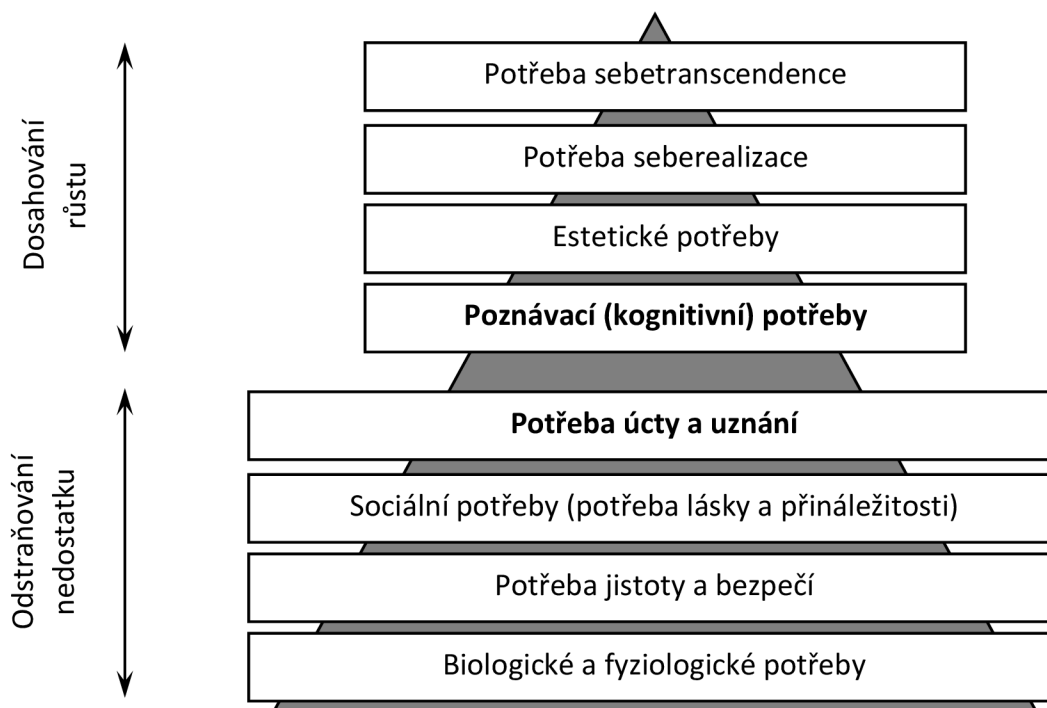 Potřeba sebetranscendence
Potřeba seberealizace
Estetické potřeby
Poznávací (kognitivní) potřeby
Dosahování
růstu
Potřeba úcty a uznání
Sociální potřeby (potřeba lásky a přináležitosti)
Potřeba jistoty a bezpečí
Biologické a fyziologické potřeby
Odstraňování
nedostatku